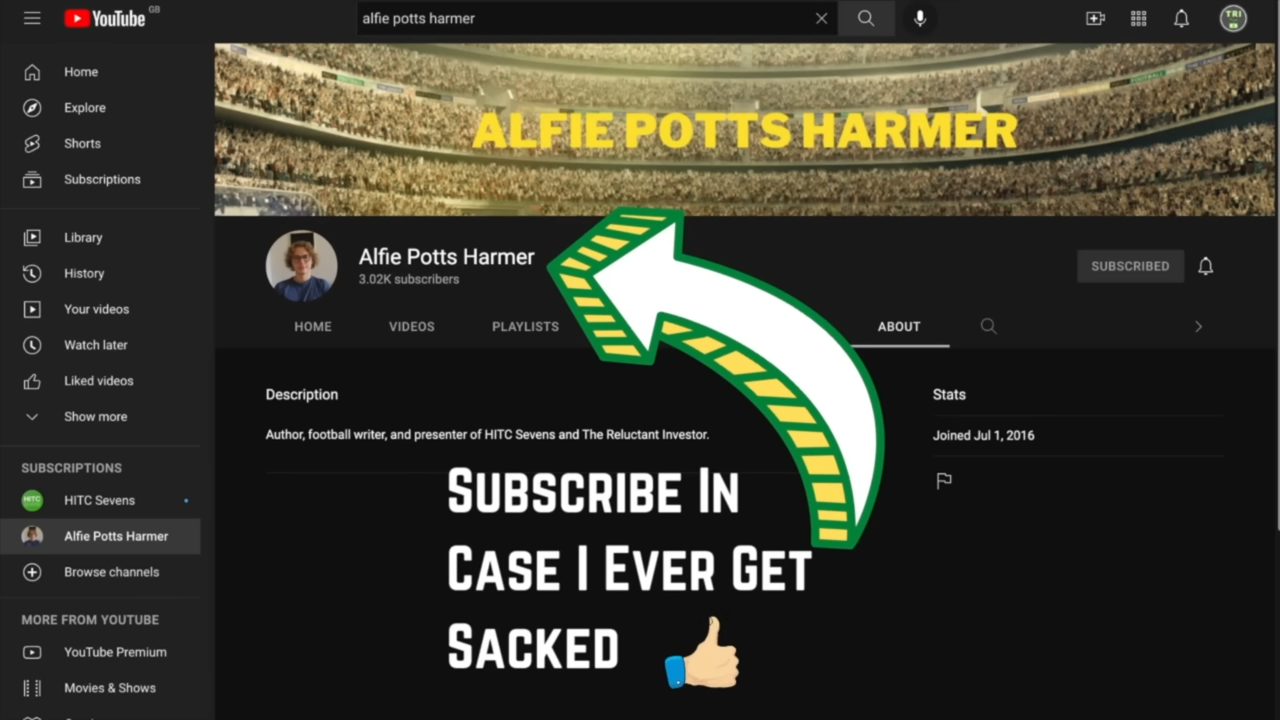 YouTube GB
alfie potts harmer
TRI
Home
Explore
Shorts
Subscriptions
Library
History
Your videos
Watch later
Liked videos
Show more
SUBSCRIPTIONS
HITC HITC Sevens
Alfie Potts Harmer
Browse channels
MORE FROM YOUTUBE
YouTube Premium
Movies & Shows
ALFIE POTTS HARMER
Alfie Potts Harmer
3.02K subscribers
SUBSCRIBED
HOME VIDEOS PLAYLISTS ABOUT
Description
Author, football writer, and presenter of HITC Sevens and The Reluctant Investor.
Stats
Joined Jul 1, 2016
Subscribe In
Case I Ever Get
Sacked